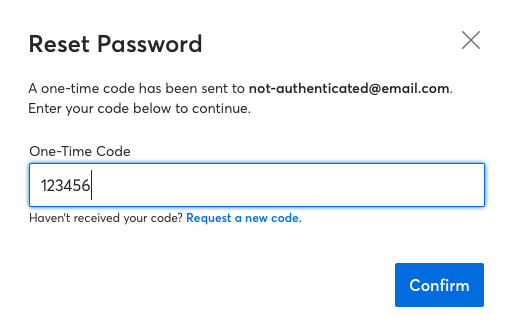 Reset Password
A one-time code has been sent to not-authenticated@email.com.
Enter your code below to continue.
One-Time Code
123456
Haven't received your code? Request a new code.
Confirm